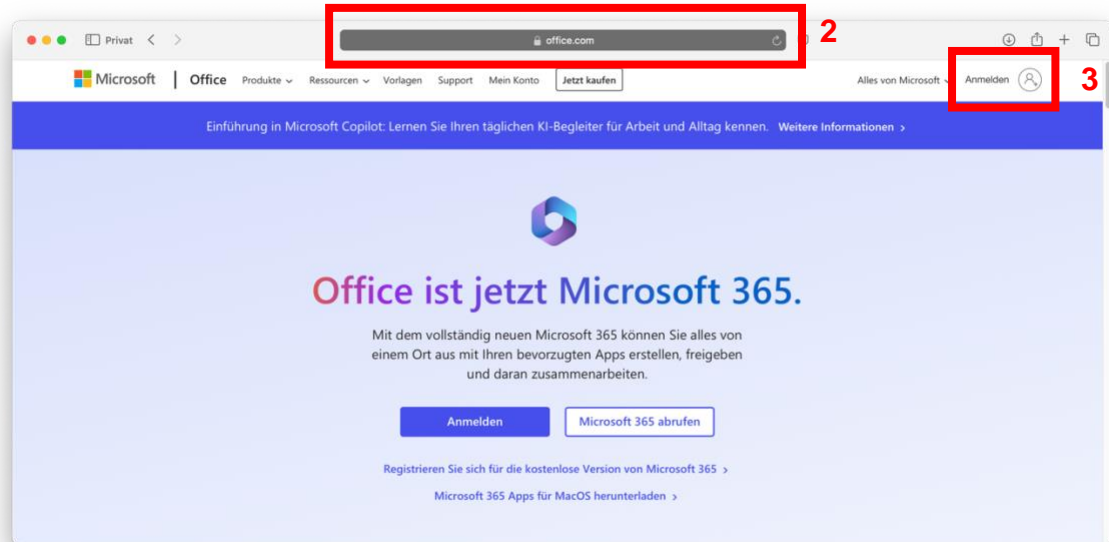 2
Privat
office.com
3
Microsoft | Office Produkte Ressourcen Vorlagen Support Mein Konto Jetzt kaufen Alles von Microsoft Anmelden
Einführung in Microsoft Copilot: Lernen Sie Ihren täglichen KI-Begleiter für Arbeit und Alltag kennen. Weitere Informationen >
Office ist jetzt Microsoft 365.
Mit dem vollständig neuen Microsoft 365 können Sie alles von
einem Ort aus mit Ihren bevorzugten Apps erstellen, freigeben
und daran zusammenarbeiten.
Anmelden Microsoft 365 abrufen
Registrieren Sie sich für die kostenlose Version von Microsoft 365 >
Microsoft 365 Apps für MacOS herunterladen >